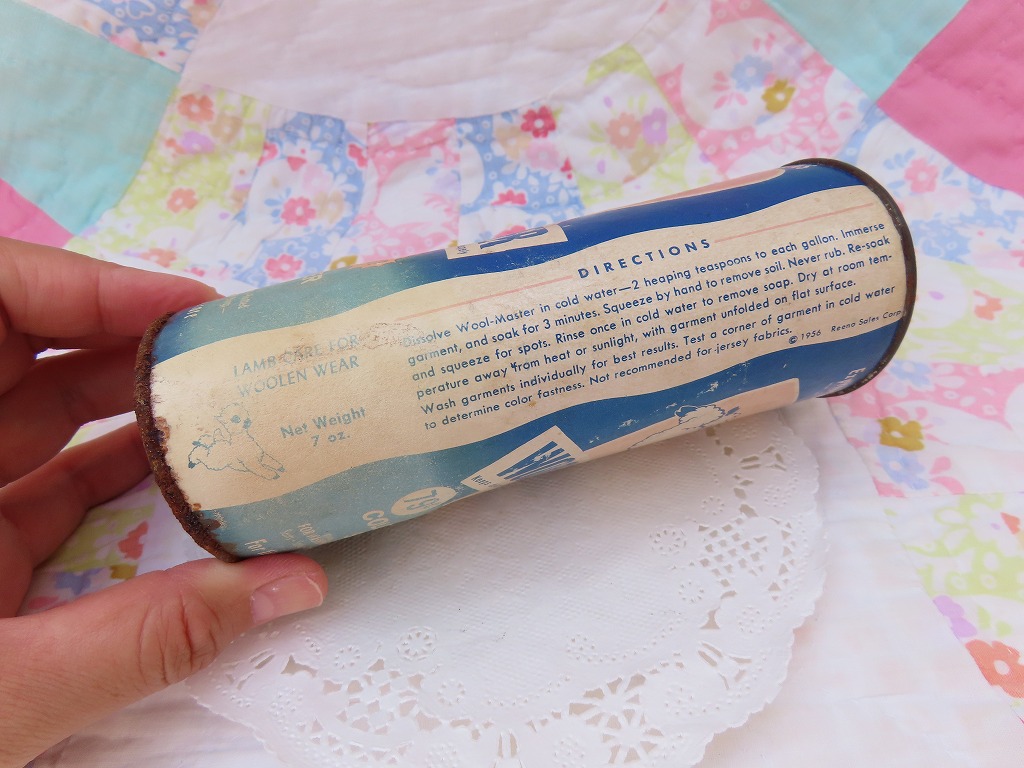 DIRECTIONS
Dissolve Wool-Master in cold water—2 heaping teaspoons to each gallon. Immerse
garment, and soak for 3 minutes. Squeeze by hand to remove soil. Never rub. Re-soak
and squeeze for spots. Rinse once in cold water to remove soap. Dry at room tem-
perature away from heat or sunlight, with garment unfolded on flat surface.
Wash garments individually for best results. Test a corner of garment in cold water
to determine color fastness. Not recommended for jersey fabrics.
© 1956 Reeno Sales Corp
LAMB CARE FOR
WOOLEN WEAR
Net Weight
7 oz.
79